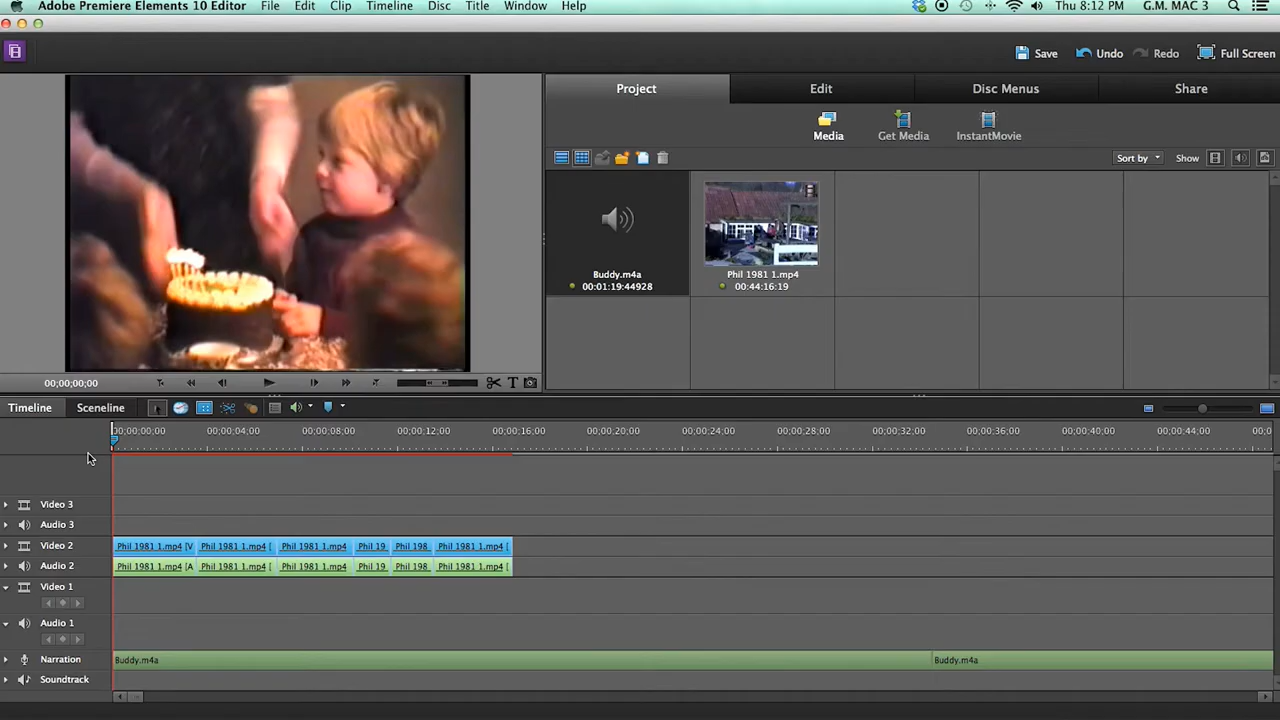 Adobe Premiere Elements 10 Editor File Edit Clip Timeline Disc Title Window Help Thu 8:12 PM G.M. MAC 3
Save Undo Redo Full Screen
Project Edit Disc Menus Share
Media Get Media InstantMovie
Sort by Show
Buddy.m4a Phil 1981 1.mp4
00:01:19:44928 00:44:16:19
00;00;00;00
Timeline Sceneline
00;00;00;00 00;00;04;00 00;00;08;00 00;00;12;00 00;00;16;00 00;00;20;00 00;00;24;00 00;00;28;00 00;00;32;00 00;00;36;00 00;00;40;00 00;00;44;00 00;0
Video 3
Audio 3
Video 2 Phil 1981 1.mp4 [V Phil 1981 1.mp4 [ Phil 1981 1.mp4 Phil 19 Phil 198 Phil 1981 1.mp4 [
Audio 2 Phil 1981 1.mp4 [A Phil 1981 1.mp4 [ Phil 1981 1.mp4 Phil 19 Phil 198 Phil 1981 1.mp4 [
Video 1
Audio 1
Narration Buddy.m4a Buddy.m4a
Soundtrack